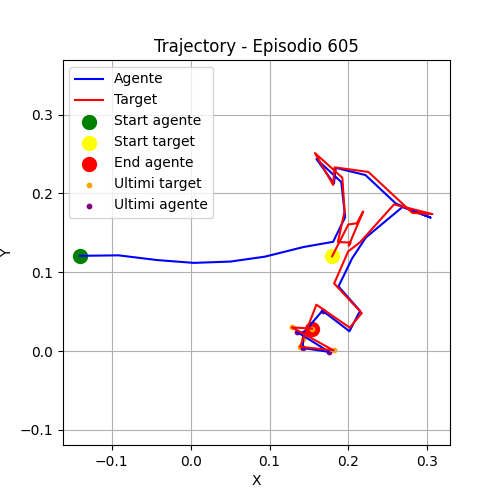 Trajectory - Episodio 605
Agente
Target
Start agente
Start target
End agente
Ultimi target
Ultimi agente
0.3
0.2
0.1
0.0
−0.1
Y
−0.1
0.0
0.1
0.2
0.3
X